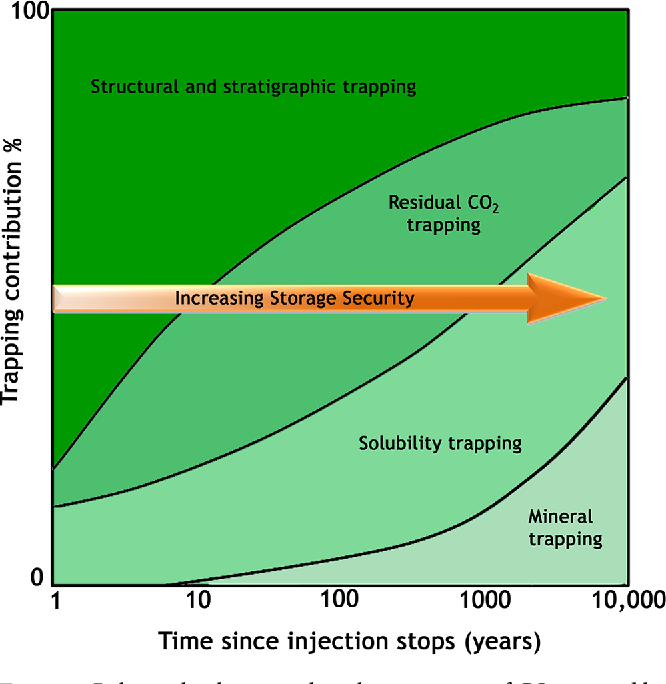 100
Structural and stratigraphic trapping
Residual CO₂
trapping
Increasing Storage Security
Solubility trapping
Mineral
trapping
Trapping contribution %
0
1 10 100 1000 10,000
Time since injection stops (years)